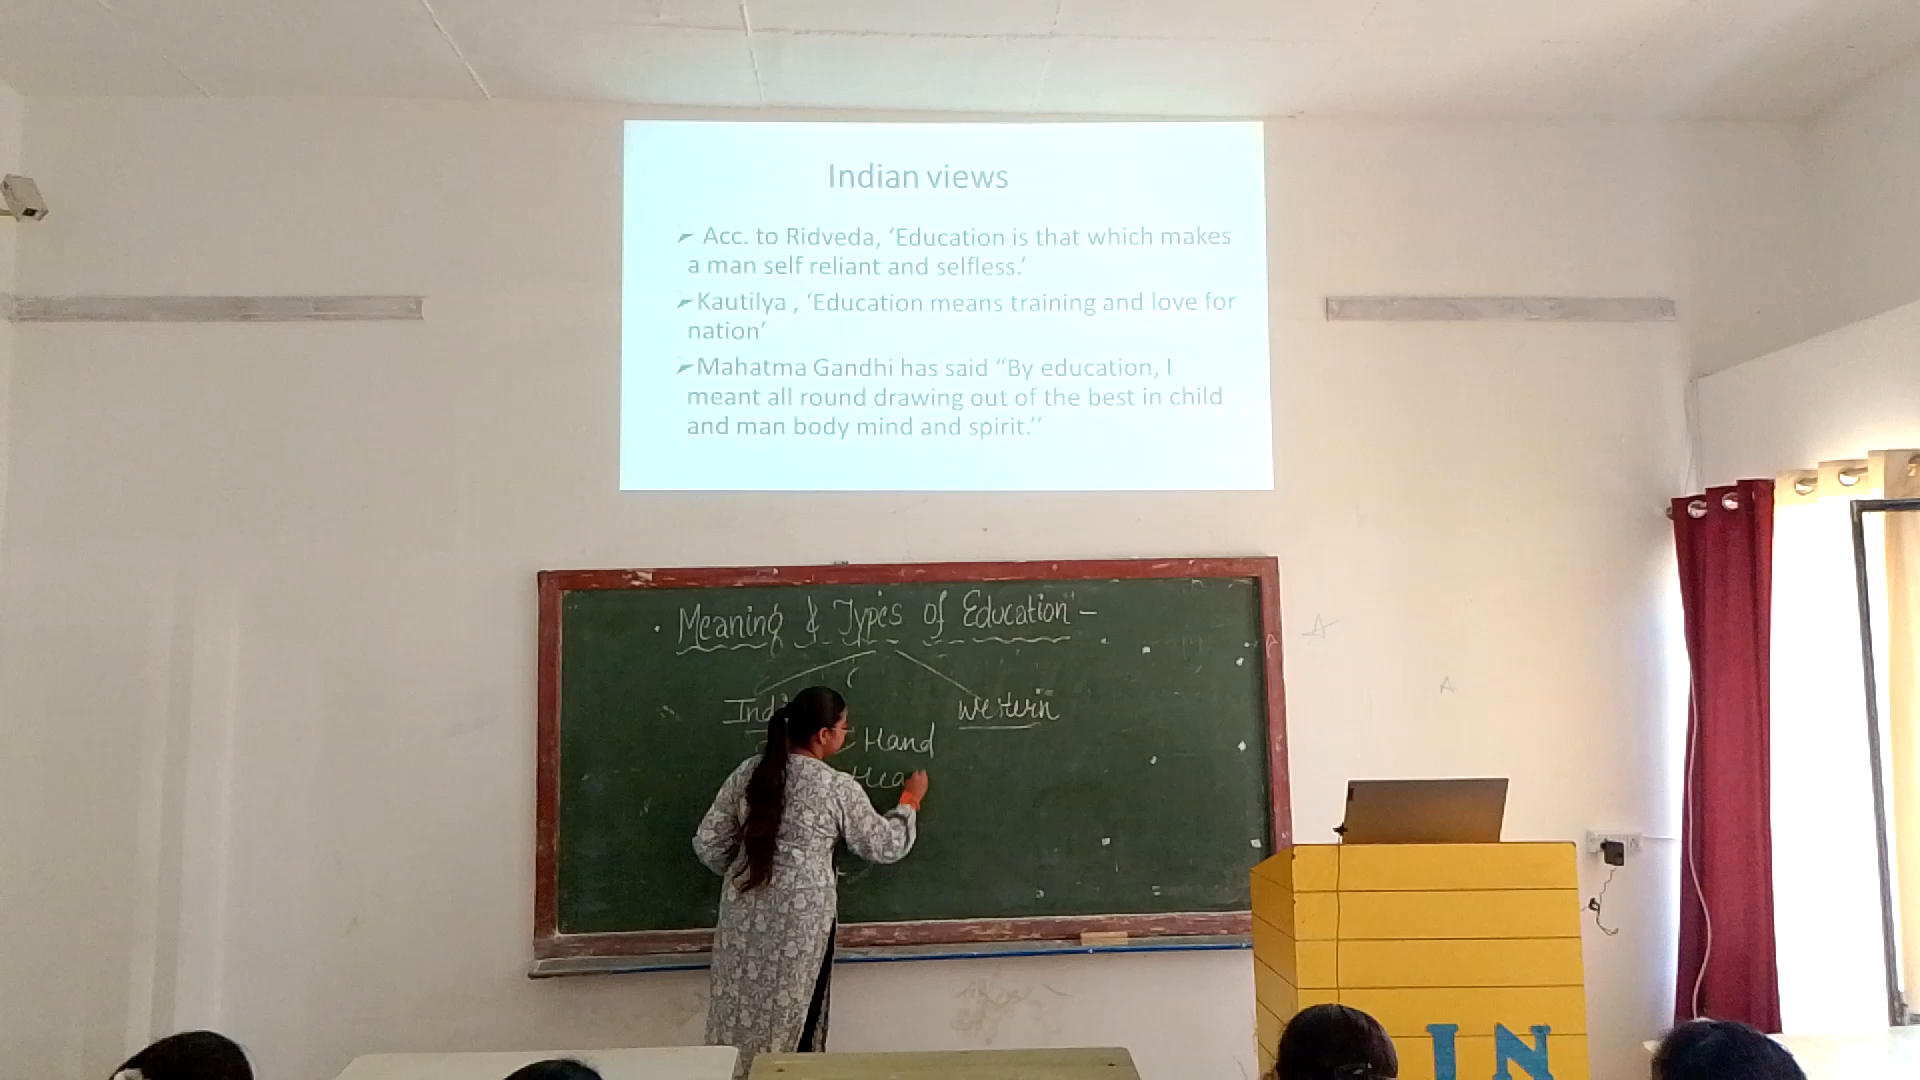 Indian views
Acc. to Ridveda, ‘Education is that which makes
a man self reliant and selfless.’
Kautilya , ‘Education means training and love for
nation’
Mahatma Gandhi has said “By education, I
meant all round drawing out of the best in child
and man body mind and spirit.’’
Meaning & Types of Education -
Western
Hand
IN